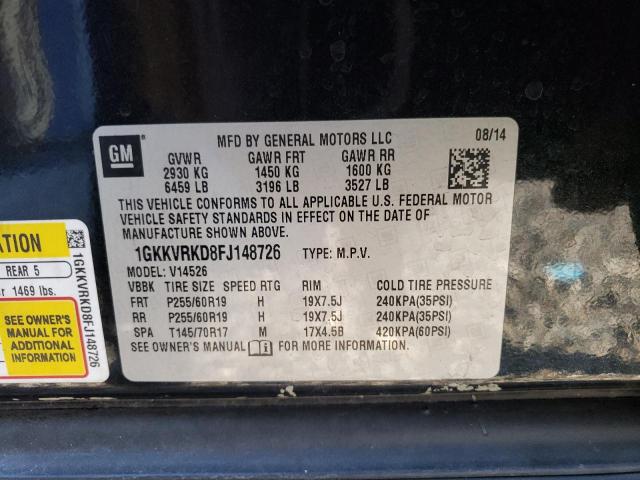 GM
MFD BY GENERAL MOTORS LLC 08/14
GVWR GAWR FRT GAWR RR
2930 KG 1450 KG 1600 KG
6459 LB 3196 LB 3527 LB
THIS VEHICLE CONFORMS TO ALL APPLICABLE U.S. FEDERAL MOTOR
VEHICLE SAFETY STANDARDS IN EFFECT ON THE DATE OF
MANUFACTURE SHOWN ABOVE.
1GKKVRKD8FJ148726 TYPE: M.P.V.
MODEL: V14526
VBBK TIRE SIZE SPEED RTG RIM COLD TIRE PRESSURE
FRT P255/60R19 H 19X7.5J 240KPA(35PSI)
RR P255/60R19 H 19X7.5J 240KPA(35PSI)
SPA T145/70R17 M 17X4.5B 420KPA(60PSI)
SEE OWNER'S MANUAL FOR MORE INFORMATION
REAR 5
1469 lbs.
SEE OWNER'S
MANUAL FOR
ADDITIONAL
INFORMATION
1GKKVRKD8FJ148726